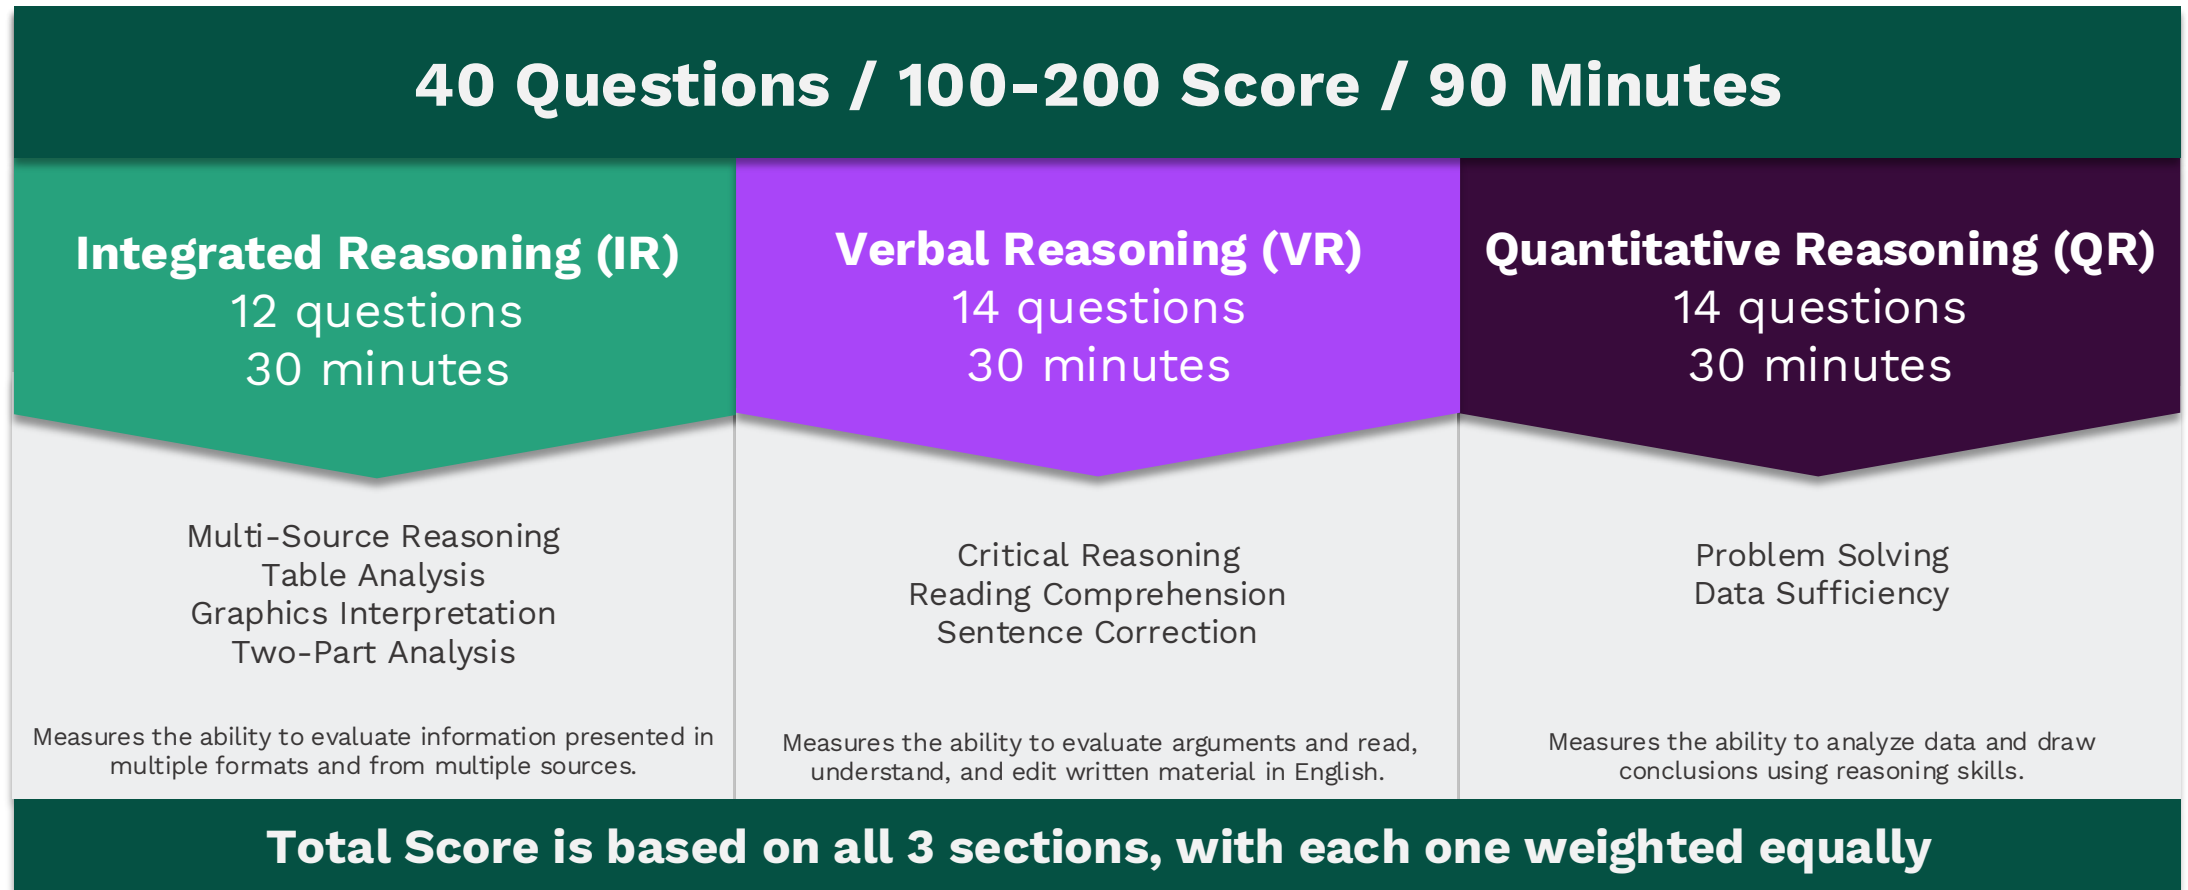 40 Questions / 100-200 Score / 90 Minutes
Integrated Reasoning (IR)
12 questions
30 minutes
Multi-Source Reasoning
Table Analysis
Graphics Interpretation
Two-Part Analysis
Measures the ability to evaluate information presented in
multiple formats and from multiple sources.
Verbal Reasoning (VR)
14 questions
30 minutes
Critical Reasoning
Reading Comprehension
Sentence Correction
Measures the ability to evaluate arguments and read,
understand, and edit written material in English.
Quantitative Reasoning (QR)
14 questions
30 minutes
Problem Solving
Data Sufficiency
Measures the ability to analyze data and draw
conclusions using reasoning skills.
Total Score is based on all 3 sections, with each one weighted equally